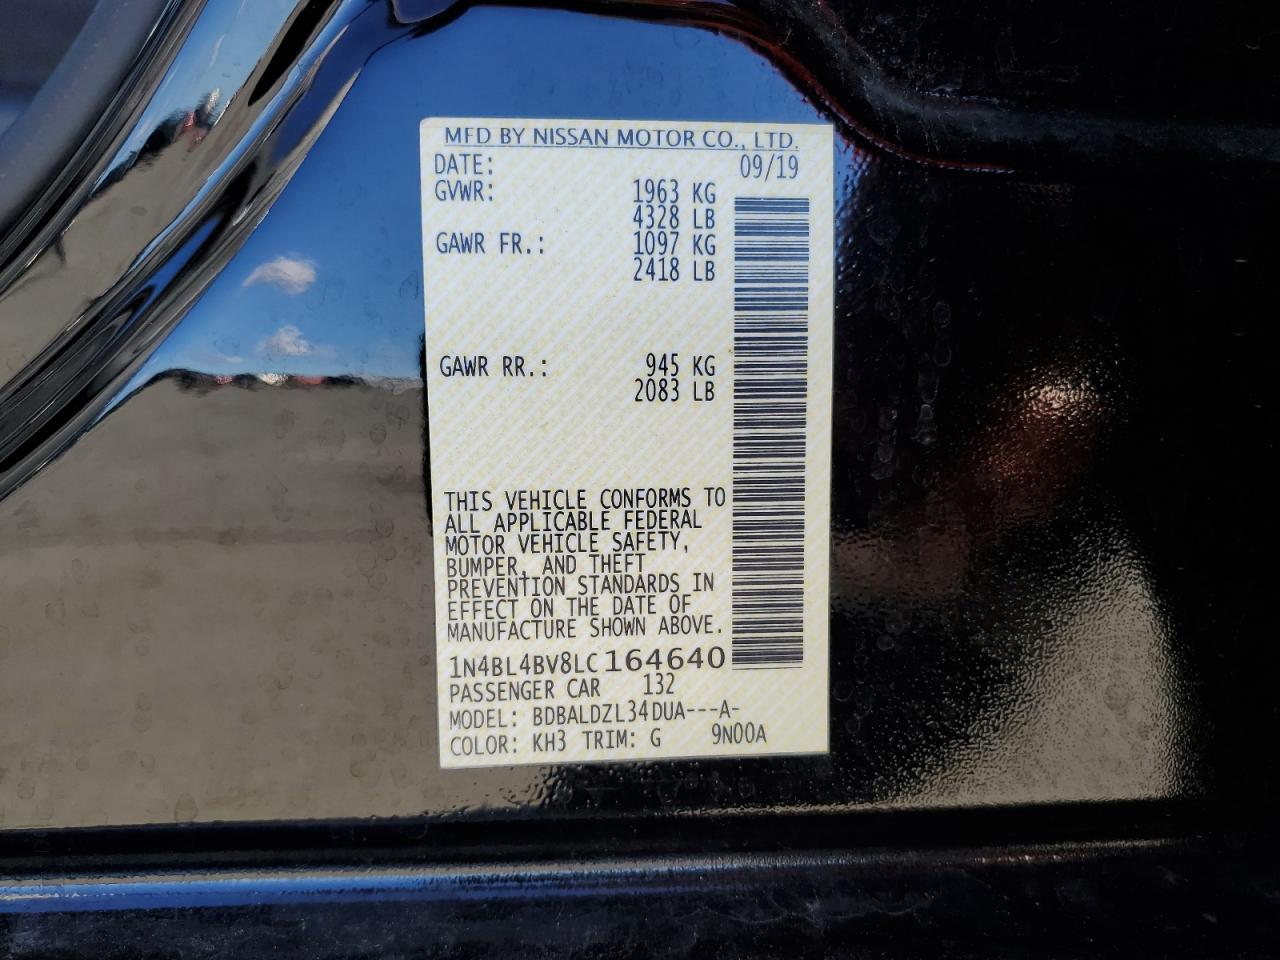 MFD BY NISSAN MOTOR CO., LTD.
DATE: 09/19
GVWR: 1963 KG
4328 LB
GAWR FR.: 1097 KG
2418 LB
GAWR RR.: 945 KG
2083 LB
THIS VEHICLE CONFORMS TO
ALL APPLICABLE FEDERAL
MOTOR VEHICLE SAFETY,
BUMPER, AND THEFT
PREVENTION STANDARDS IN
EFFECT ON THE DATE OF
MANUFACTURE SHOWN ABOVE.
1N4BL4BV8LC164640
PASSENGER CAR 132
MODEL: BDBALDZL34DUA---A-
COLOR: KH3 TRIM: G 9N00A